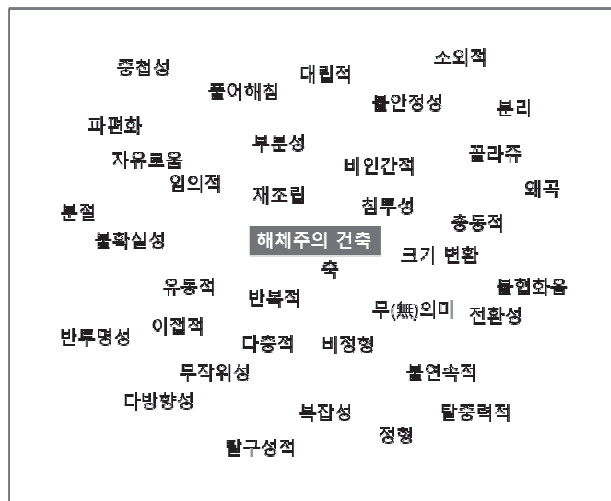 소외적
중첩성
대립적
풀어해침
불안정성
분리
파편화
부분성
꼴라쥬
자유로움
비인간적
임의적
재조립
왜곡
침투성
분절
충동적
불확실성
해체주의 건축
크기 변환
축
유동적
불협화음
반복적
무(無)의미
전환성
이접적
반투명성
다층적
비정형
무작위성
불연속적
다방향성
복잡성
탈중력적
정형
탈구성적